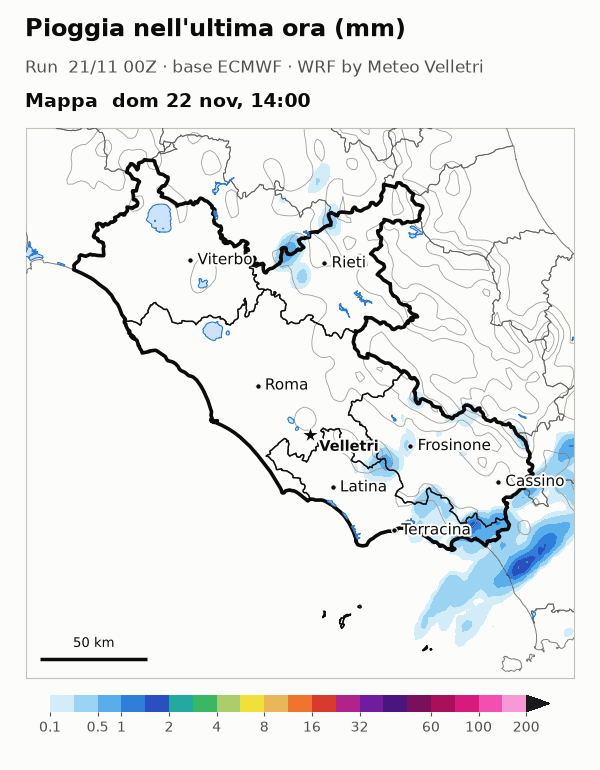 Pioggia nell'ultima ora (mm)
Run  21/11 00Z · base ECMWF · WRF by Meteo Velletri
Mappa  dom 22 nov, 14:00
Viterbo
Rieti
Roma
Velletri
Frosinone
Latina
Cassino
Terracina
50 km
0.1 0.5 1 2 4 8 16 32 60 100 200